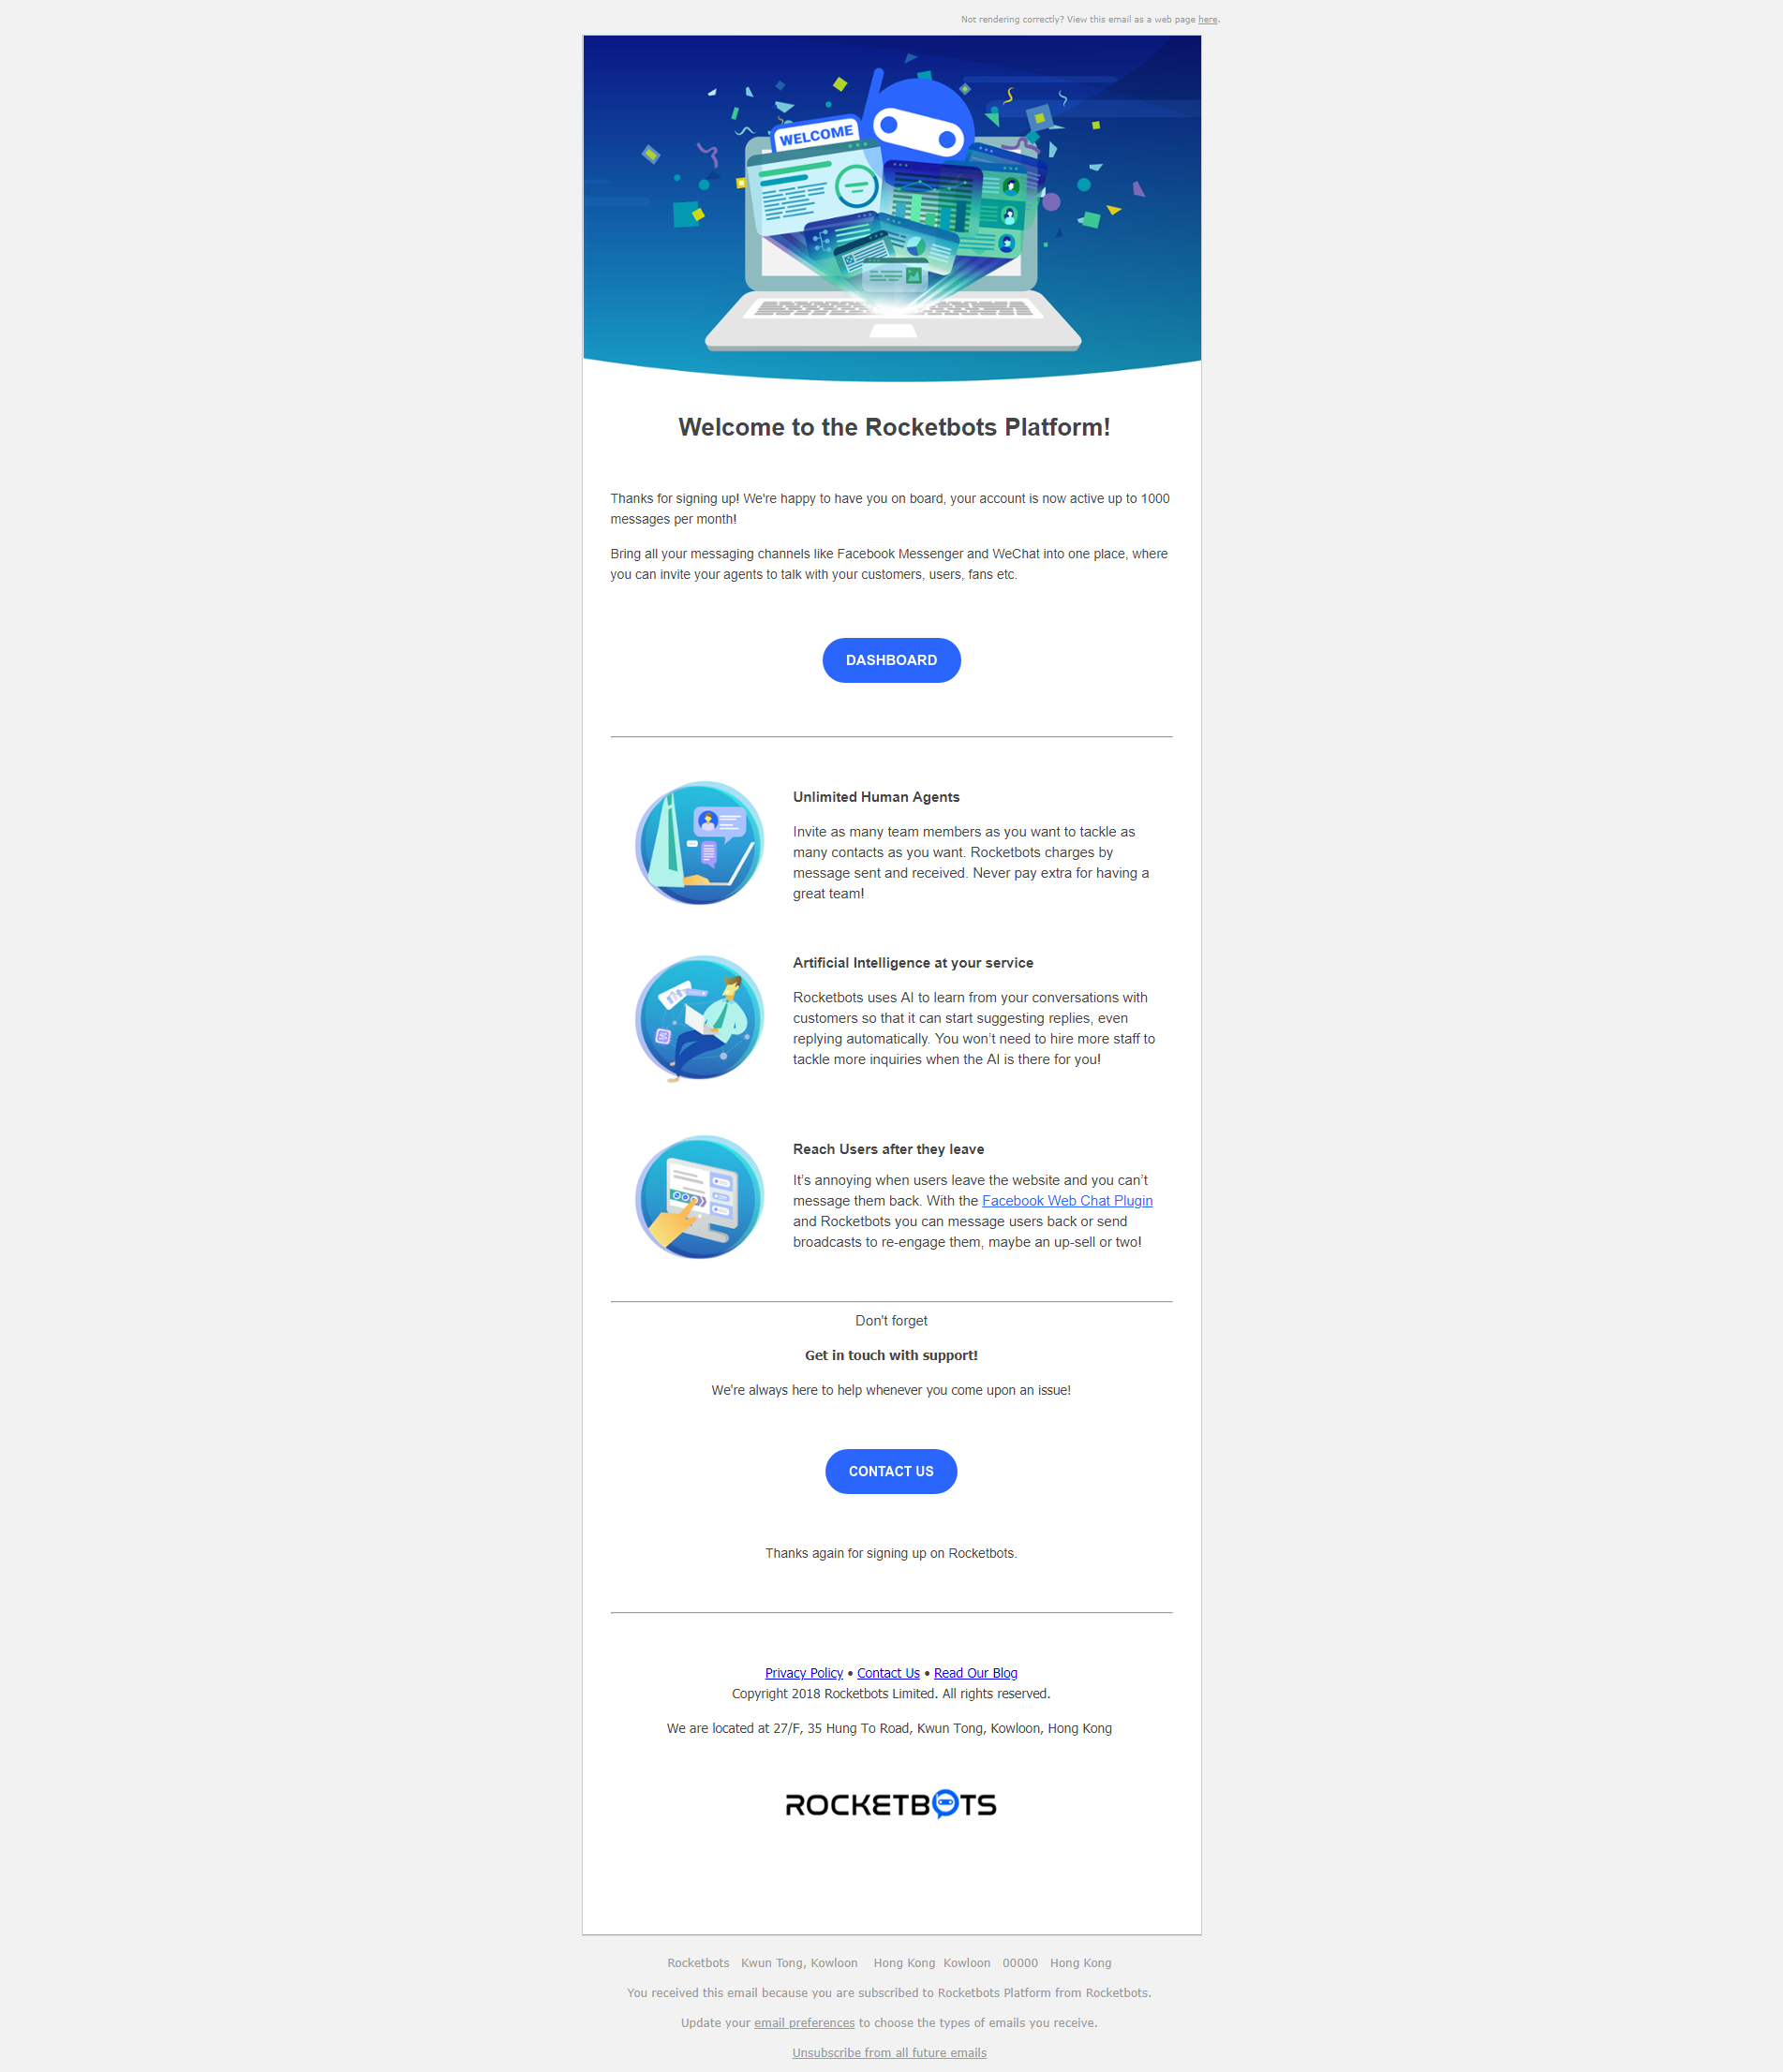 Not rendering correctly? View this email as a web page here.
WELCOME
Welcome to the Rocketbots Platform!
Thanks for signing up! We're happy to have you on board, your account is now active up to 1000
messages per month!
Bring all your messaging channels like Facebook Messenger and WeChat into one place, where
you can invite your agents to talk with your customers, users, fans etc.
DASHBOARD
Unlimited Human Agents
Invite as many team members as you want to tackle as
many contacts as you want. Rocketbots charges by
message sent and received. Never pay extra for having a
great team!
Artificial Intelligence at your service
Rocketbots uses AI to learn from your conversations with
customers so that it can start suggesting replies, even
replying automatically. You won’t need to hire more staff to
tackle more inquiries when the AI is there for you!
Reach Users after they leave
It’s annoying when users leave the website and you can’t
message them back. With the Facebook Web Chat Plugin
and Rocketbots you can message users back or send
broadcasts to re-engage them, maybe an up-sell or two!
Don't forget
Get in touch with support!
We’re always here to help whenever you come upon an issue!
CONTACT US
Thanks again for signing up on Rocketbots.
Privacy Policy • Contact Us • Read Our Blog
Copyright 2018 Rocketbots Limited. All rights reserved.
We are located at 27/F, 35 Hung To Road, Kwun Tong, Kowloon, Hong Kong
ROCKETBOTS
Rocketbots Kwun Tong, Kowloon Hong Kong Kowloon 00000 Hong Kong
You received this email because you are subscribed to Rocketbots Platform from Rocketbots.
Update your email preferences to choose the types of emails you receive.
Unsubscribe from all future emails